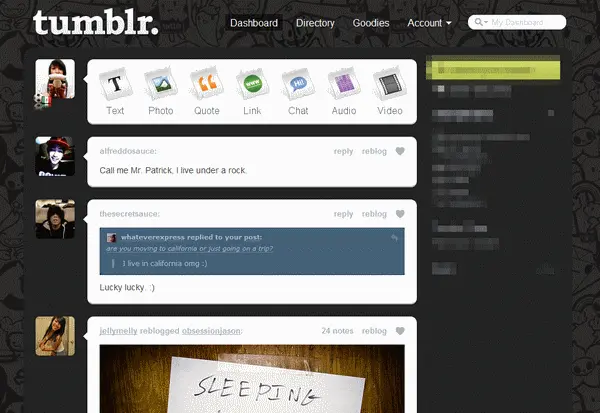 tumblr.
Dashboard Directory Goodies Account My Dashboard
T www Hi!
Text Photo Quote Link Chat Audio Video
alfreddosauce: reply reblog
Call me Mr. Patrick, I live under a rock.
thesecretsauce: reply reblog
whateverexpress replied to your post:
are you moving to california or just going on a trip?
I live in california omg :)
Lucky lucky. :)
jellymelly reblogged obsessionjason: 24 notes reblog
SLEEPING